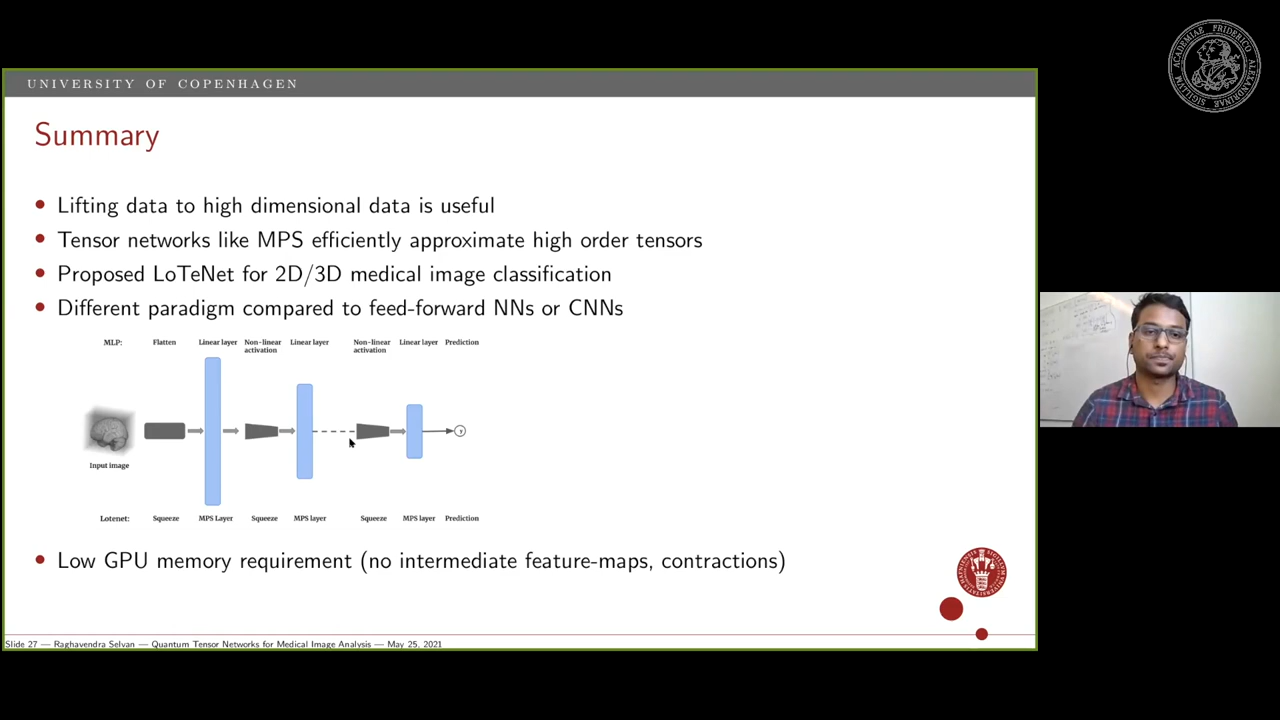 UNIVERSITY OF COPENHAGEN
ACADEMIAE FRIDERICO ALEXANDRINAE SIGILLUM
Summary
Lifting data to high dimensional data is useful
Tensor networks like MPS efficiently approximate high order tensors
Proposed LoTeNet for 2D/3D medical image classification
Different paradigm compared to feed-forward NNs or CNNs
MLP: Flatten Linear layer Non-linear activation Linear layer Non-linear activation Linear layer Prediction
y
Input image
Lotenet: Squeeze MPS Layer Squeeze MPS layer Squeeze MPS layer Prediction
Low GPU memory requirement (no intermediate feature-maps, contractions)
Slide 27 — Raghavendra Selvan — Quantum Tensor Networks for Medical Image Analysis — May 25, 2021